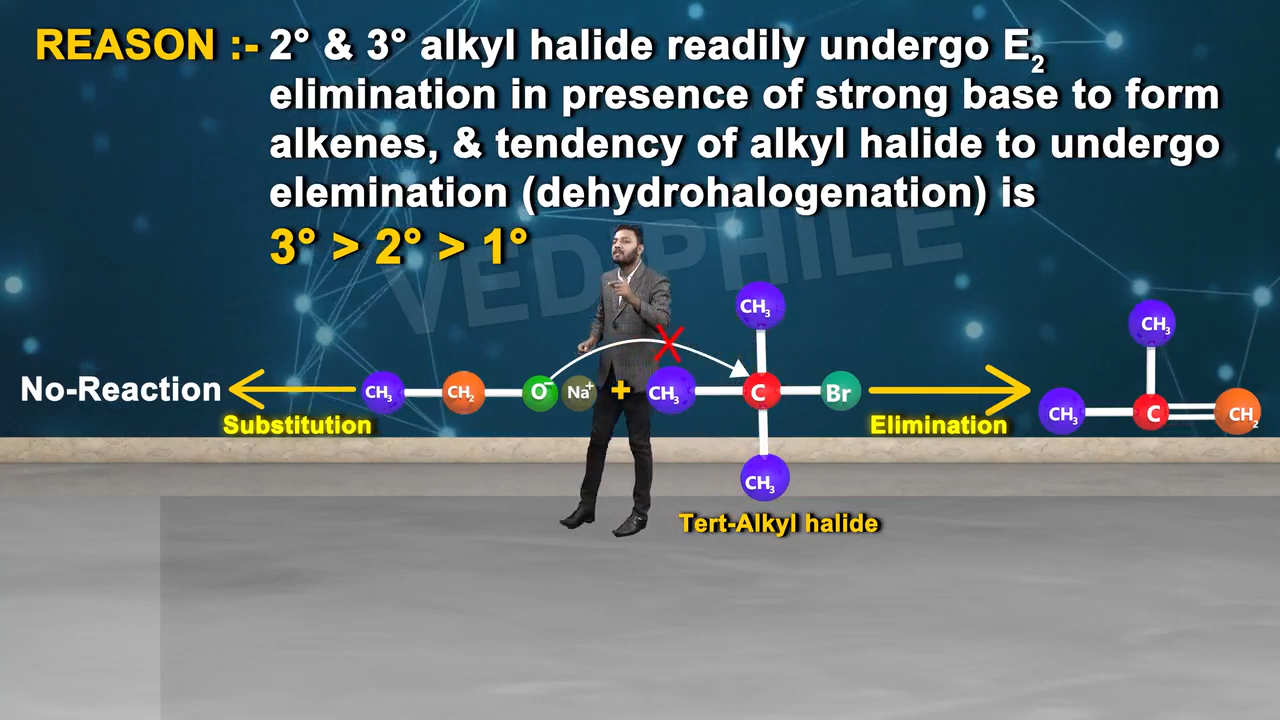 REASON :- 2° & 3° alkyl halide readily undergo E₂
elimination in presence of strong base to form
alkenes, & tendency of alkyl halide to undergo
elemination (dehydrohalogenation) is
3° > 2° > 1°
VED PHILE
CH₃
CH₃
No-Reaction CH₃ CH₂ O⁻ Na⁺ + CH₃ C Br CH₃ C CH₂
Substitution Elimination
CH₃
Tert-Alkyl halide